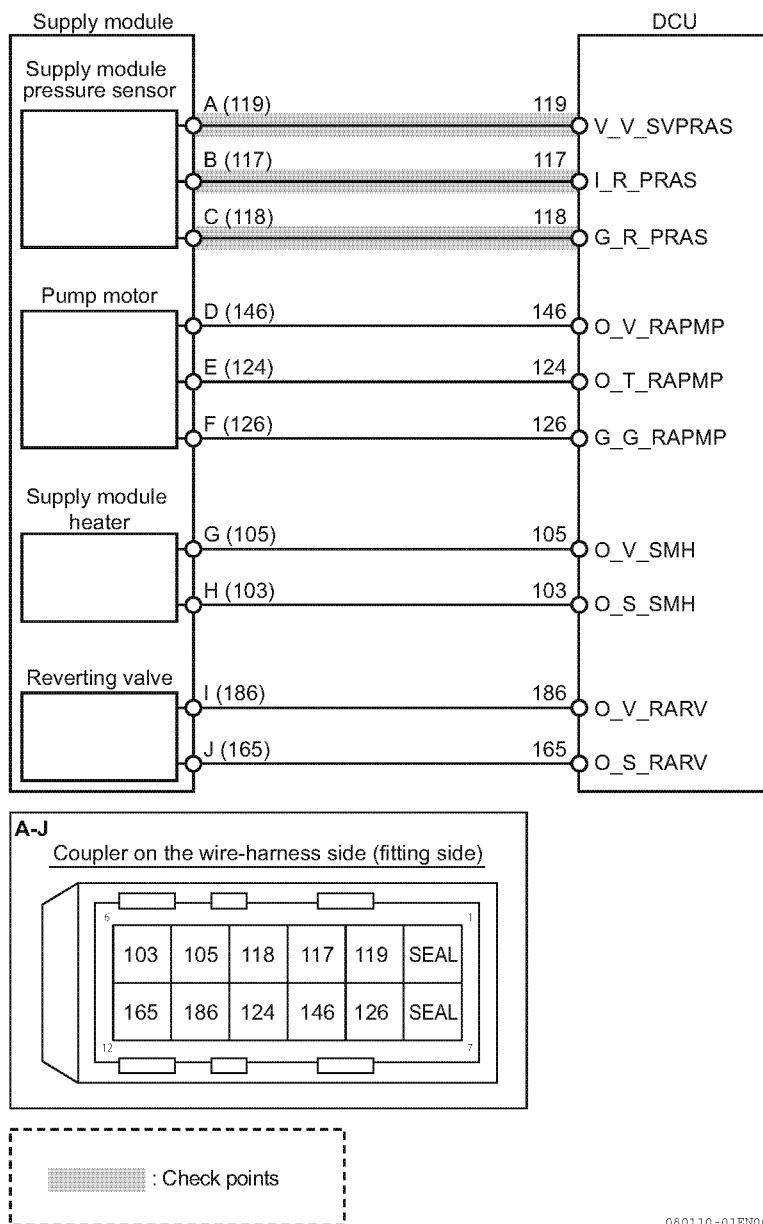 Supply module
DCU
Supply module
pressure sensor
A (119)
119
V_V_SVPRAS
B (117)
117
I_R_PRAS
C (118)
118
G_R_PRAS
Pump motor
D (146)
146
O_V_RAPMP
E (124)
124
O_T_RAPMP
F (126)
126
G_G_RAPMP
Supply module
heater
G (105)
105
O_V_SMH
H (103)
103
O_S_SMH
Reverting valve
I (186)
186
O_V_RARV
J (165)
165
O_S_RARV
A-J
Coupler on the wire-harness side (fitting side)
6
1
103 105 118 117 119 SEAL
165 186 124 146 126 SEAL
12
7
: Check points